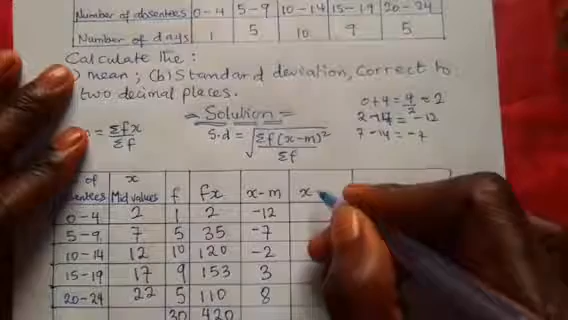 Number of absentees 0-4 5-9 10-14 15-19 20-24
Number of days 1 5 10 9 5
Calculate the:
) mean; (b) Standard deviation, correct to
two decimal places.
Solution
0+4 = 4/2 = 2
2-14 = -12
7-14 = -7
= Σfx/Σf
S.d = √Σf(x-m)²/Σf
of x
Mid values f fx x-m x
0-4 2 1 2 -12
5-9 7 5 35 -7
10-14 12 10 120 -2
15-19 17 9 153 3
20-24 22 5 110 8
30 420